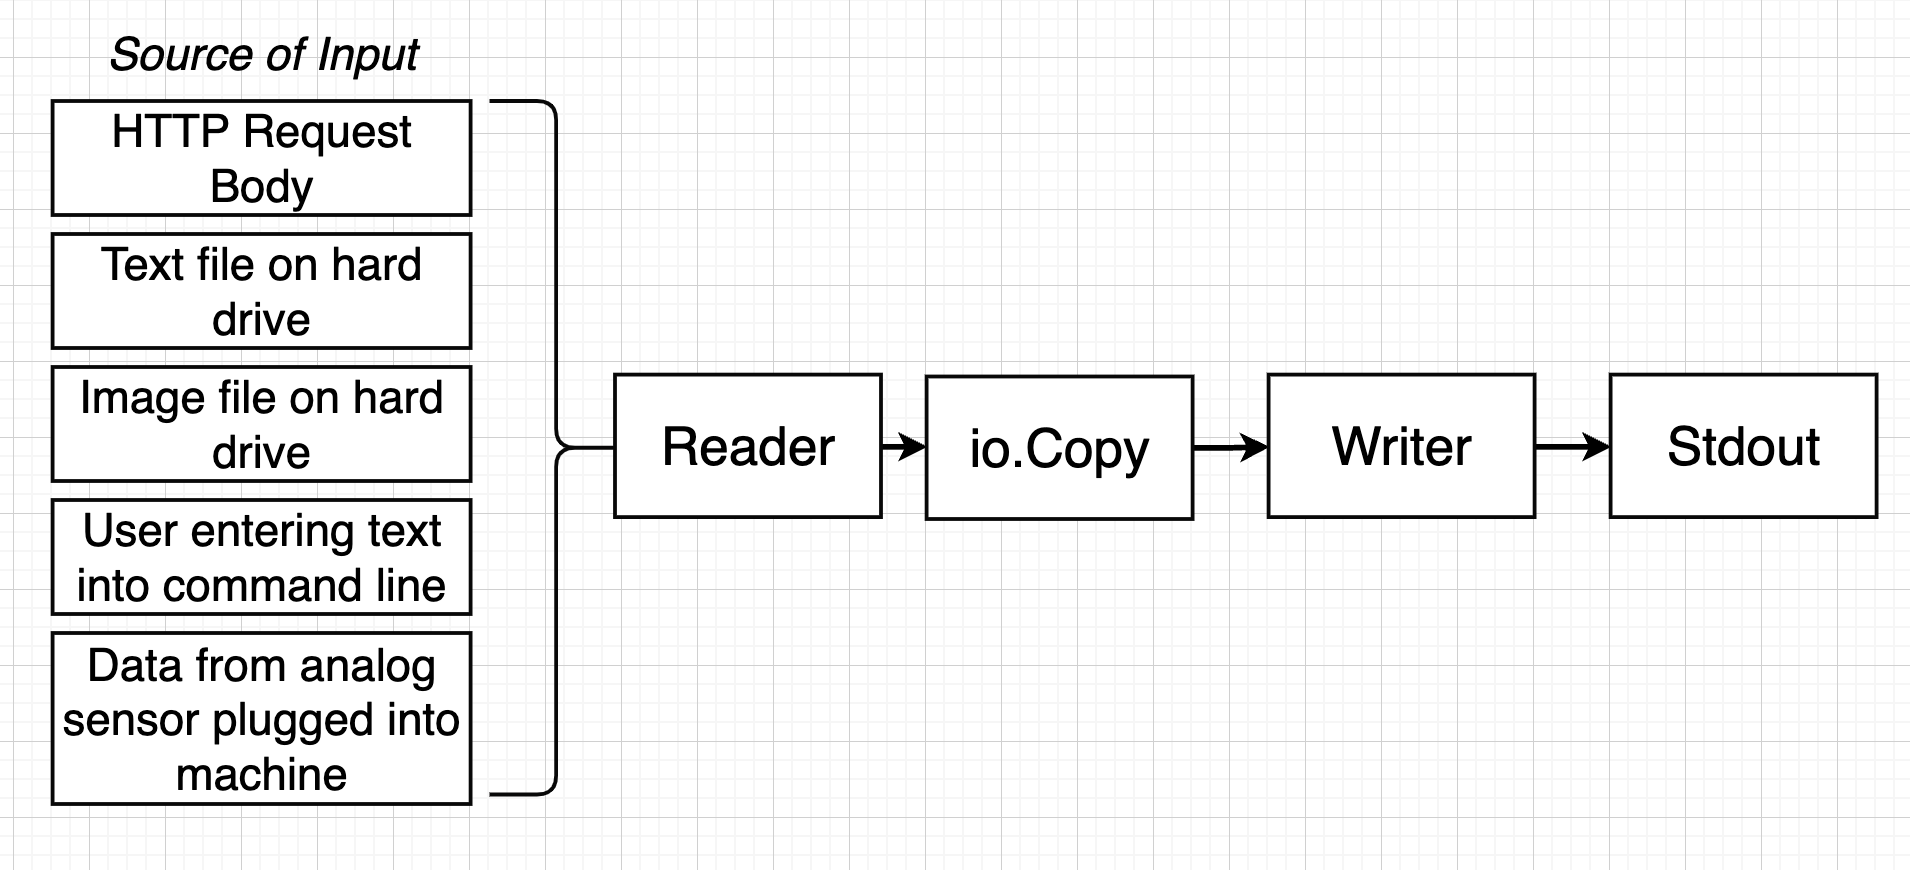 Source of Input
HTTP Request
Body
Text file on hard
drive
Image file on hard
drive
User entering text
into command line
Data from analog
sensor plugged into
machine
Reader
io.Copy
Writer
Stdout